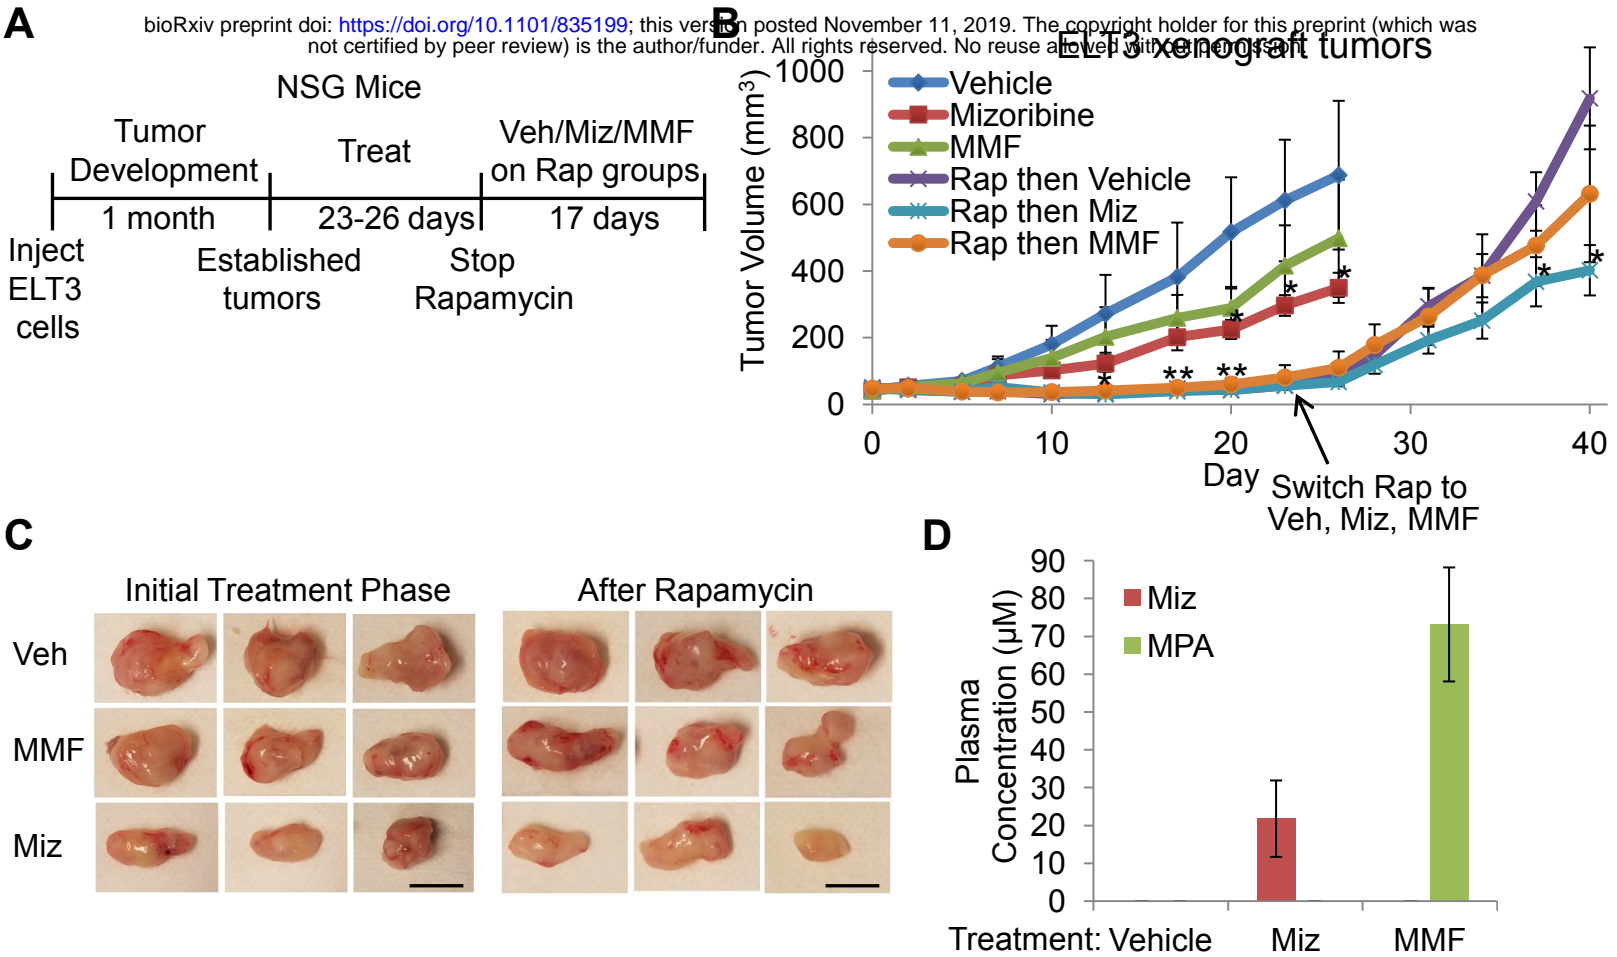 bioRxiv preprint doi: https://doi.org/10.1101/835199; this version posted November 11, 2019. The copyright holder for this preprint (which was
not certified by peer review) is the author/funder. All rights reserved. No reuse allowed without permission.
A
NSG Mice
Tumor
Development
Treat
Veh/Miz/MMF
on Rap groups
1 month
23-26 days
17 days
Inject
ELT3
cells
Established
tumors
Stop
Rapamycin
B
ELT3 xenograft tumors
Tumor Volume (mm³)
1000
800
600
400
200
0
Vehicle
Mizoribine
MMF
Rap then Vehicle
Rap then Miz
Rap then MMF
*
**
**
*
*
*
*
*
0
10
20
30
40
Day
Switch Rap to
Veh, Miz, MMF
C
Initial Treatment Phase
After Rapamycin
Veh
MMF
Miz
D
Plasma
Concentration (µM)
90
80
70
60
50
40
30
20
10
0
Miz
MPA
Treatment: Vehicle
Miz
MMF